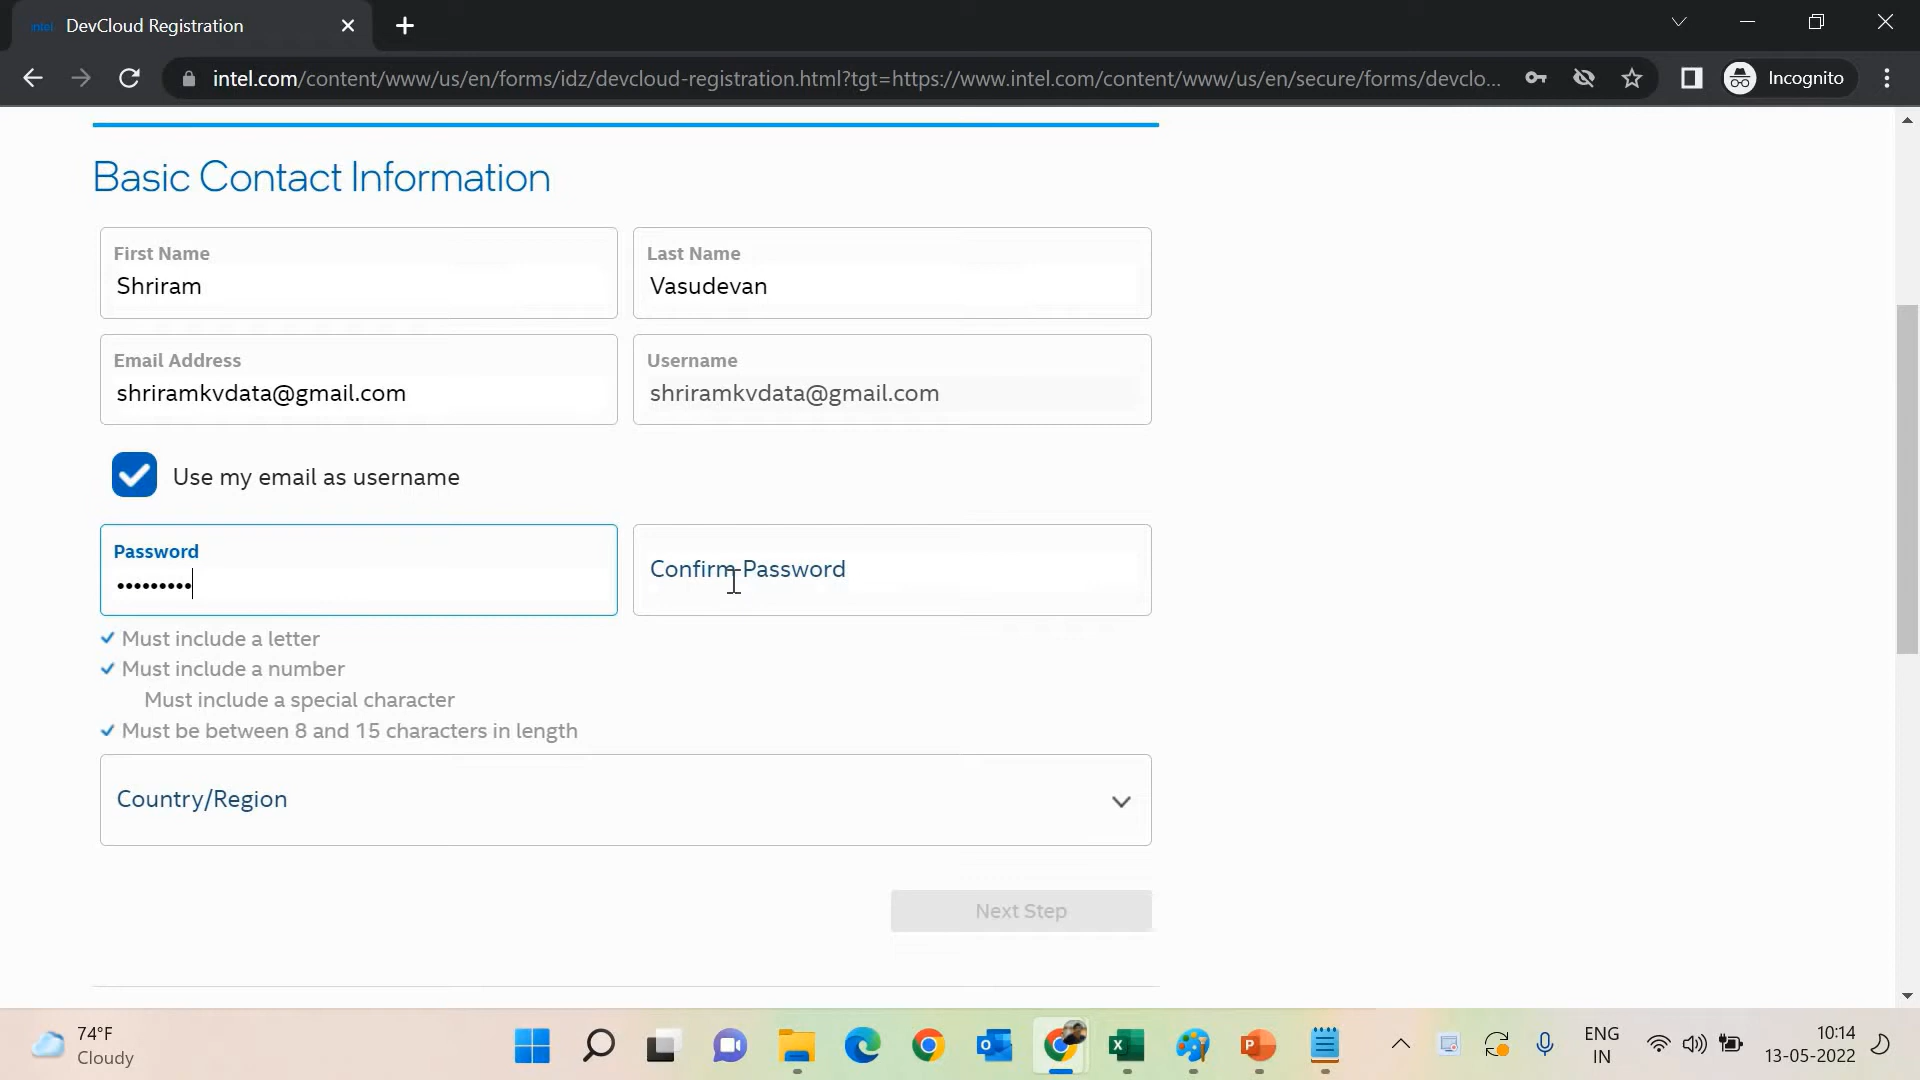 intel DevCloud Registration
intel.com/content/www/us/en/forms/idz/devcloud-registration.html?tgt=https://www.intel.com/content/www/us/en/secure/forms/devclo... Incognito
Basic Contact Information
First Name
Shriram
Last Name
Vasudevan
Email Address
shriramkvdata@gmail.com
Username
shriramkvdata@gmail.com
Use my email as username
Password
•••••••••
Confirm Password
Must include a letter
Must include a number
Must include a special character
Must be between 8 and 15 characters in length
Country/Region
Next Step
74°F
Cloudy
ENG
IN
10:14
13-05-2022